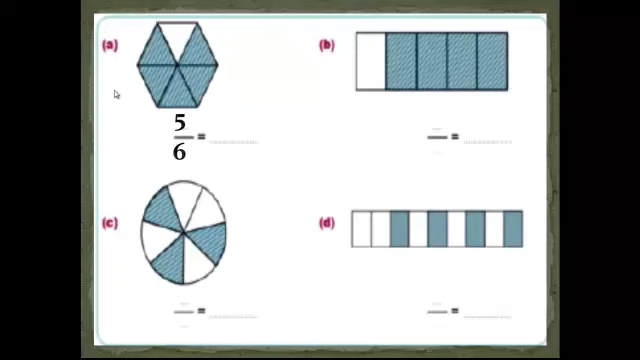 (a)
(b)
5
6 =
=
(c)
(d)
=
=